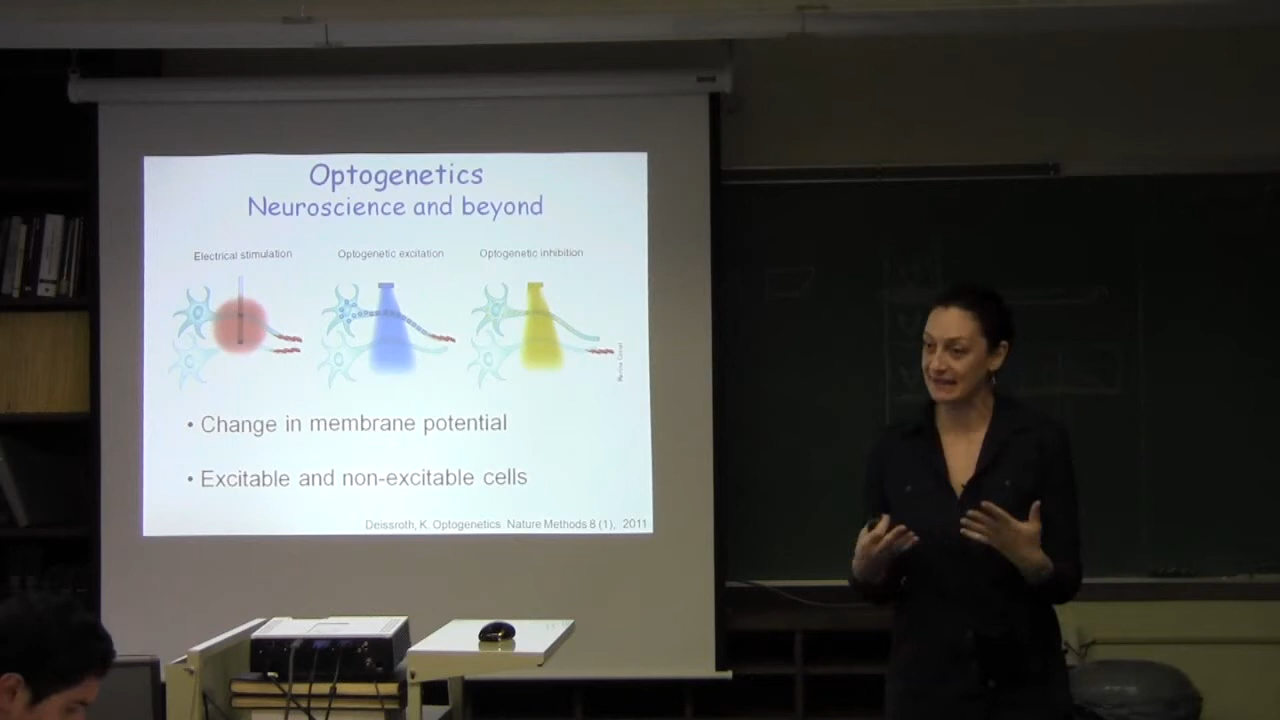 Optogenetics
Neuroscience and beyond
Electrical stimulation
Optogenetic excitation
Optogenetic inhibition
• Change in membrane potential
• Excitable and non-excitable cells
Deissroth, K. Optogenetics Nature Methods 8 (1), 2011